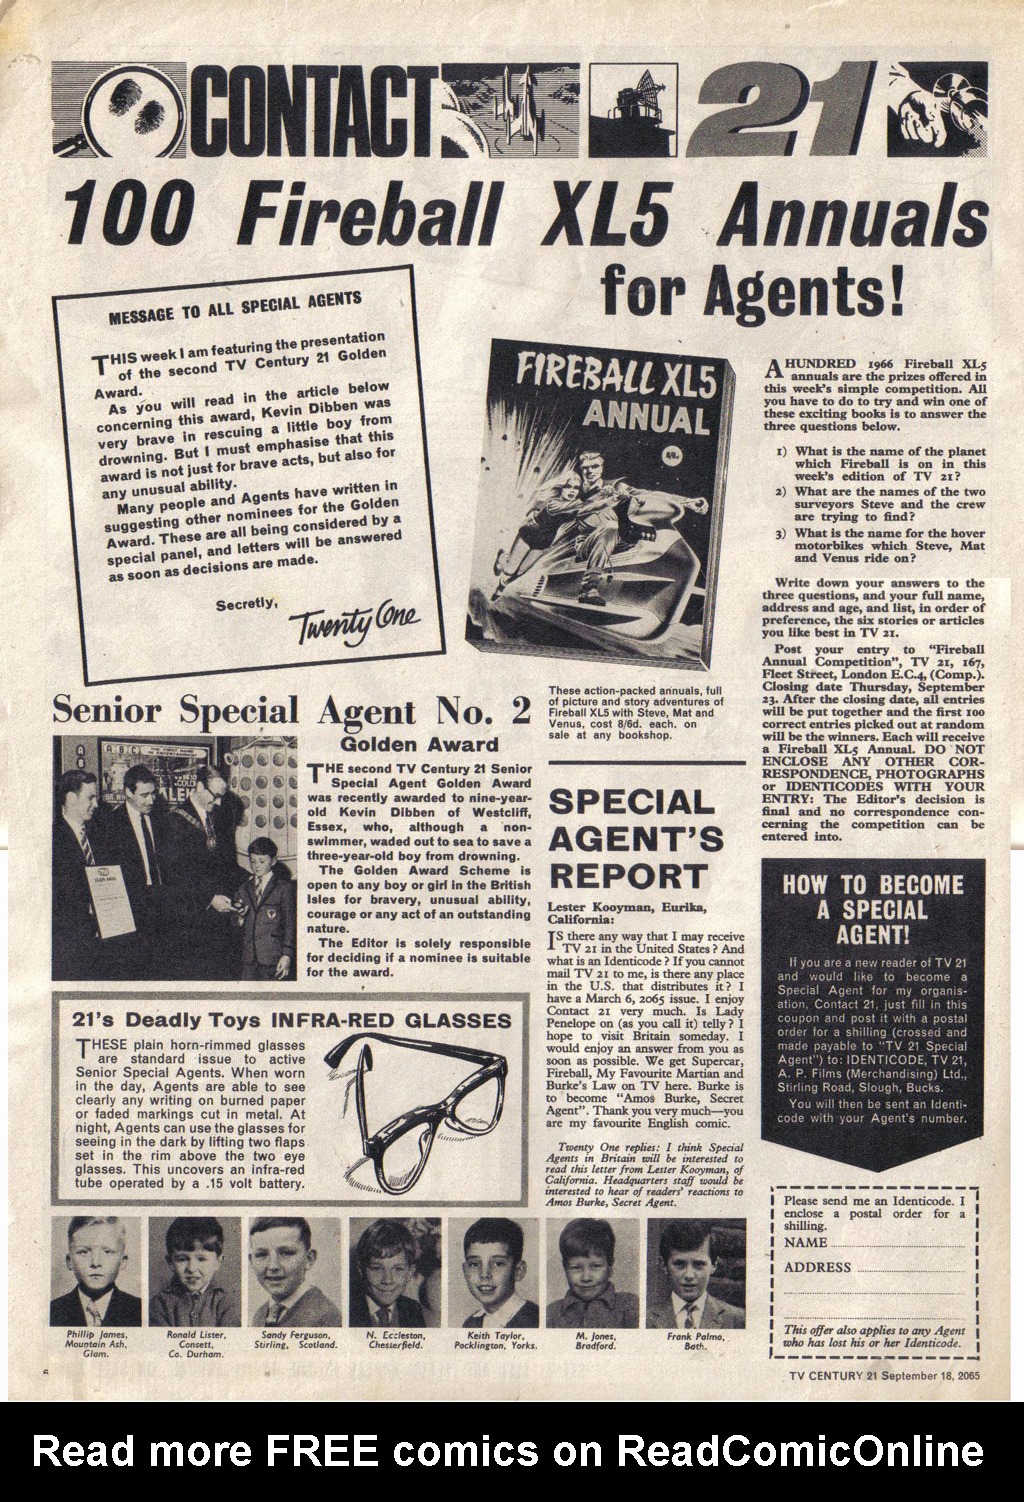 CONTACT 21
100 Fireball XL5 Annuals
for Agents!
MESSAGE TO ALL SPECIAL AGENTS
THIS week I am featuring the presentation
of the second TV Century 21 Golden
Award.
As you will read in the article below
concerning this award, Kevin Dibben was
very brave in rescuing a little boy from
drowning. But I must emphasise that this
award is not just for brave acts, but also for
any unusual ability.
Many people and Agents have written in
suggesting other nominees for the Golden
Award. These are all being considered by a
special panel, and letters will be answered
as soon as decisions are made.
Secretly,
Twenty One
FIREBALL XL5
ANNUAL
8/6d.
These action-packed annuals, full
of picture and story adventures of
Fireball XL5 with Steve, Mat and
Venus, cost 8/6d. each, on
sale at any bookshop.
A HUNDRED 1966 Fireball XL5
annuals are the prizes offered in
this week's simple competition. All
you have to do to try and win one of
these exciting books is to answer the
three questions below.
1) What is the name of the planet
which Fireball is on in this
week's edition of TV 21?
2) What are the names of the two
surveyors Steve and the crew
are trying to find?
3) What is the name for the hover
motorbikes which Steve, Mat
and Venus ride on?
Write down your answers to the
three questions, and your full name,
address and age, and list, in order of
preference, the six stories or articles
you like best in TV 21.
Post your entry to "Fireball
Annual Competition", TV 21, 167,
Fleet Street, London E.C.4, (Comp.).
Closing date Thursday, September
23. After the closing date, all entries
will be put together and the first 100
correct entries picked out at random
will be the winners. Each will receive
a Fireball XL5 Annual. DO NOT
ENCLOSE ANY OTHER COR-
RESPONDENCE, PHOTOGRAPHS
or IDENTICODES WITH YOUR
ENTRY: The Editor's decision is
final and no correspondence con-
cerning the competition can be
entered into.
Senior Special Agent No. 2
Golden Award
THE second TV Century 21 Senior
Special Agent Golden Award
was recently awarded to nine-year-
old Kevin Dibben of Westcliff,
Essex, who, although a non-
swimmer, waded out to sea to save a
three-year-old boy from drowning.
The Golden Award Scheme is
open to any boy or girl in the British
Isles for bravery, unusual ability,
courage or any act of an outstanding
nature.
The Editor is solely responsible
for deciding if a nominee is suitable
for the award.
21's Deadly Toys INFRA-RED GLASSES
THESE plain horn-rimmed glasses
are standard issue to active
Senior Special Agents. When worn
in the day, Agents are able to see
clearly any writing on burned paper
or faded markings cut in metal. At
night, Agents can use the glasses for
seeing in the dark by lifting two flaps
set in the rim above the two eye
glasses. This uncovers an infra-red
tube operated by a .15 volt battery.
SPECIAL
AGENT'S
REPORT
Lester Kooyman, Eurika,
California:
IS there any way that I may receive
TV 21 in the United States? And
what is an Identicode? If you cannot
mail TV 21 to me, is there any place
in the U.S. that distributes it? I
have a March 6, 2065 issue. I enjoy
Contact 21 very much. Is Lady
Penelope on (as you call it) telly? I
hope to visit Britain someday. I
would enjoy an answer from you as
soon as possible. We get Supercar,
Fireball, My Favourite Martian and
Burke's Law on TV here. Burke is
to become "Amos Burke, Secret
Agent". Thank you very much—you
are my favourite English comic.
Twenty One replies: I think Special
Agents in Britain will be interested to
read this letter from Lester Kooyman, of
California. Headquarters staff would be
interested to hear of readers' reactions to
Amos Burke, Secret Agent.
HOW TO BECOME
A SPECIAL
AGENT!
If you are a new reader of TV 21
and would like to become a
Special Agent for my organis-
ation, Contact 21, just fill in this
coupon and post it with a postal
order for a shilling (crossed and
made payable to "TV 21 Special
Agent") to: IDENTICODE, TV 21,
A. P. Films (Merchandising) Ltd.,
Stirling Road, Slough, Bucks.
You will then be sent an Identi-
code with your Agent's number.
Please send me an Identicode. I
enclose a postal order for a
shilling.
NAME
ADDRESS
This offer also applies to any Agent
who has lost his or her Identicode.
Phillip James,
Mountain Ash,
Glam.
Ronald Lister,
Consett,
Co. Durham.
Sandy Ferguson,
Stirling, Scotland.
N. Eccleston,
Chesterfield.
Keith Taylor,
Pocklington, Yorks.
M. Jones,
Bradford.
Frank Palmo,
Bath.
6
TV CENTURY 21 September 18, 2065
Read more FREE comics on ReadComicOnline